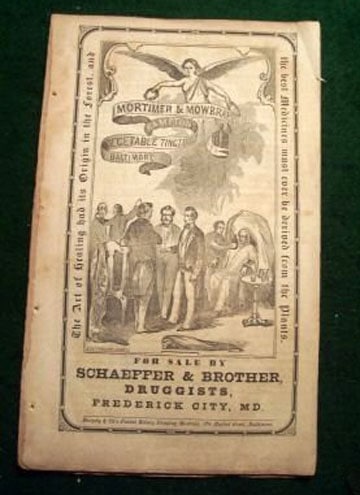 The Art of Healing had its Origin in the Forest, and
the best Medicines must ever be derived from the Plants.
MORTIMER & MOWBRAY
VEGETABLE TINCT
BALTIMORE
FOR SALE BY
SCHAEFFER & BROTHER,
DRUGGISTS,
FREDERICK CITY, MD.